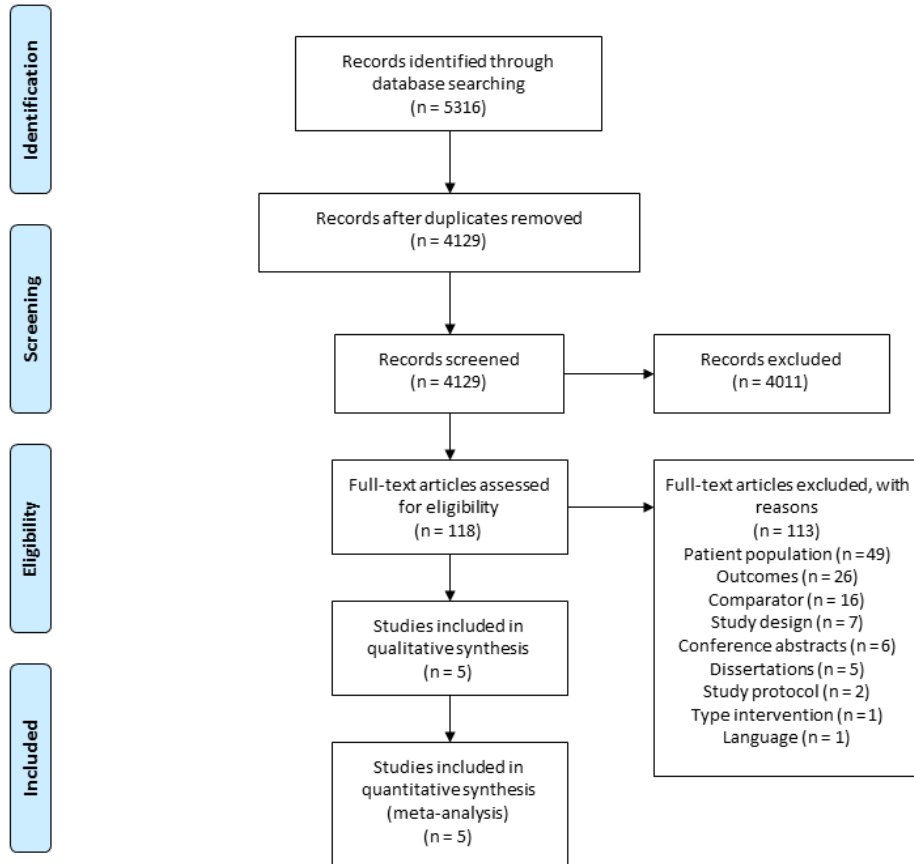 Identification
Records identified through
database searching
(n = 5316)
Records after duplicates removed
(n = 4129)
Screening
Records screened
(n = 4129)
Records excluded
(n = 4011)
Eligibility
Full-text articles assessed
for eligibility
(n = 118)
Full-text articles excluded, with
reasons
(n = 113)
Patient population (n = 49)
Outcomes (n = 26)
Comparator (n = 16)
Study design (n = 7)
Conference abstracts (n = 6)
Dissertations (n = 5)
Study protocol (n = 2)
Type intervention (n = 1)
Language (n = 1)
Studies included in
qualitative synthesis
(n = 5)
Included
Studies included in
quantitative synthesis
(meta-analysis)
(n = 5)